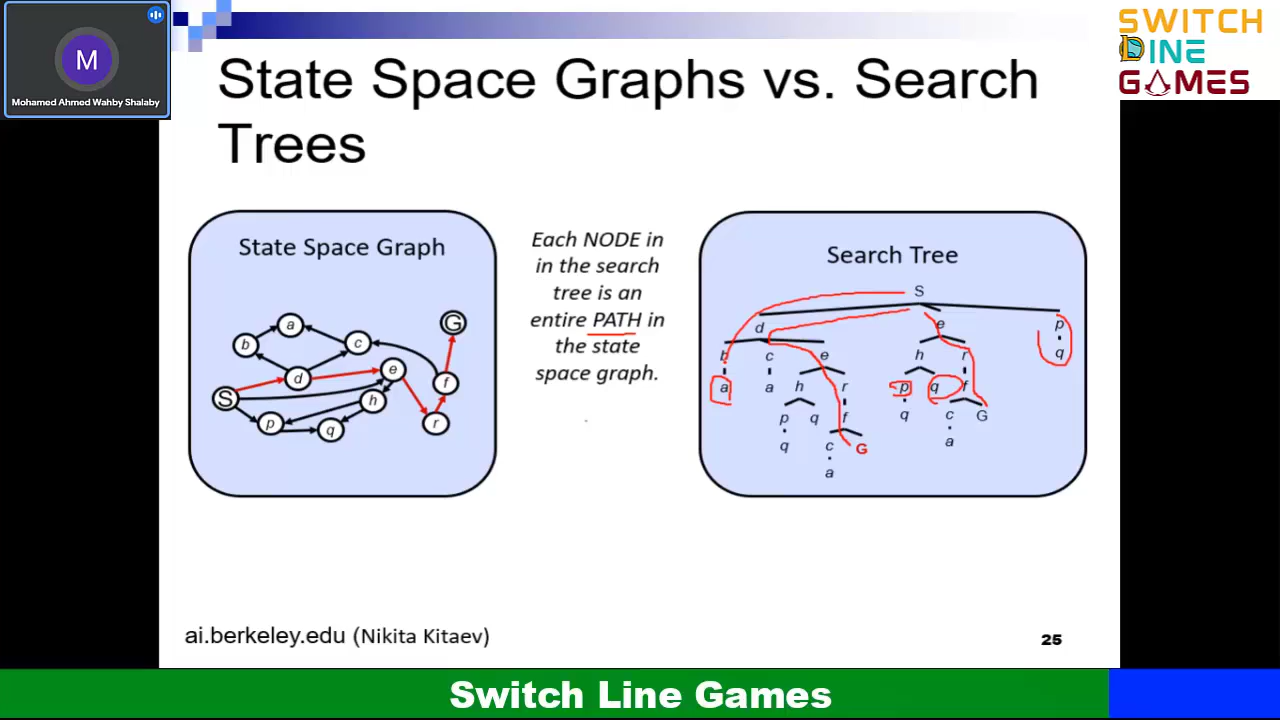 M
Mohamed Ahmed Wahby Shalaby
SWITCH
LINE
GAMES
State Space Graphs vs. Search
Trees
State Space Graph
a
G
b
c
d
e
f
S
h
p
q
r
Each NODE in
in the search
tree is an
entire PATH in
the state
space graph.
Search Tree
S
d e p
b c e h r q
a a h r p q f
p q f q c G
q c G a
a
ai.berkeley.edu (Nikita Kitaev)
25
Switch Line Games